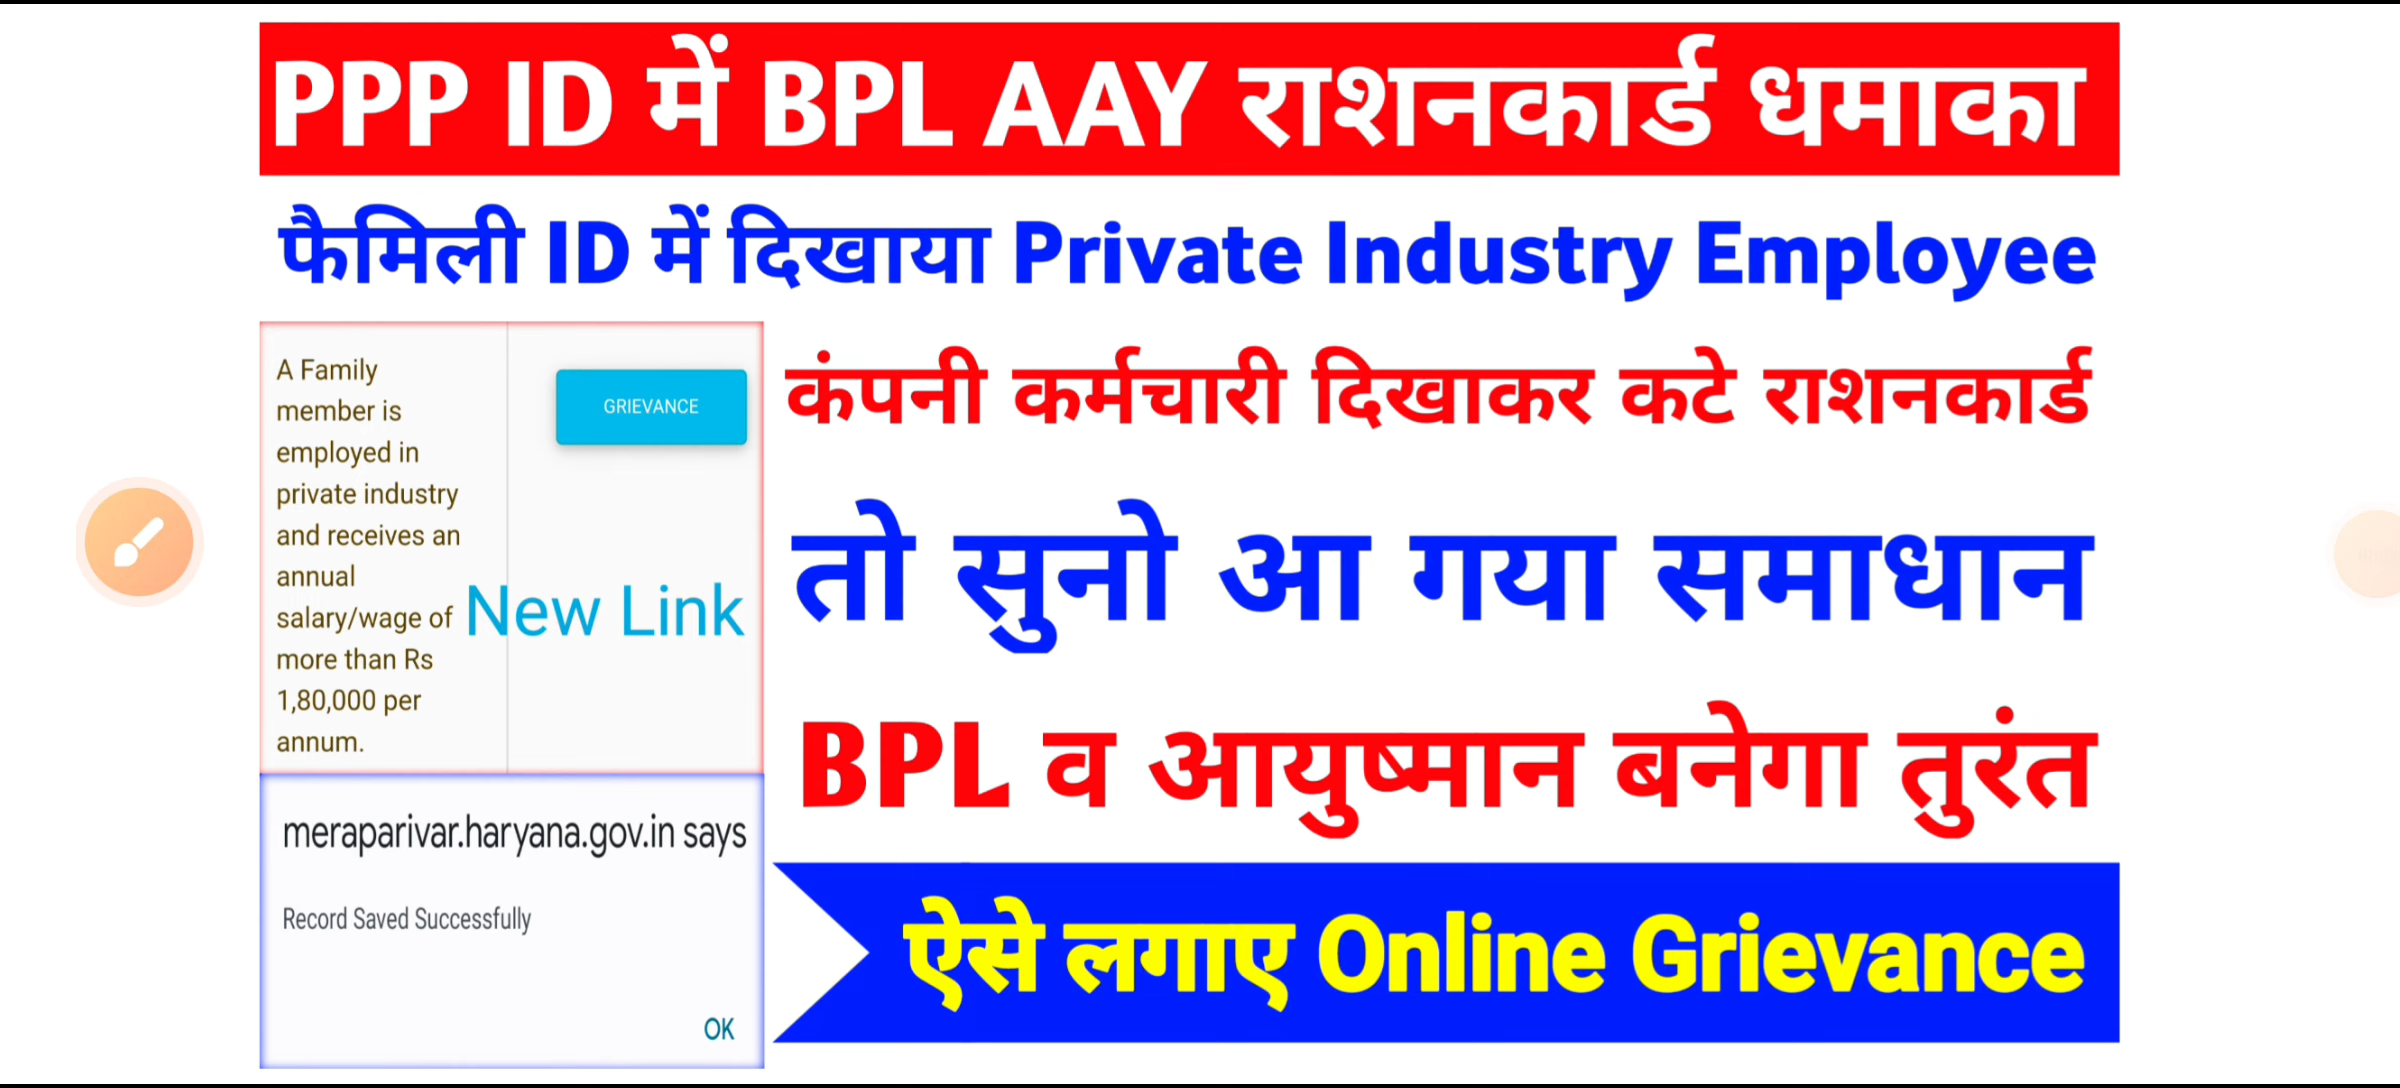 PPP ID में BPL AAY राशनकार्ड धमाका
फैमिली ID में दिखाया Private Industry Employee
A Family
member is
employed in
private industry
and receives an
annual
salary/wage of
more than Rs
1,80,000 per
annum.
GRIEVANCE
New Link
कंपनी कर्मचारी दिखाकर कटे राशनकार्ड
तो सुनो आ गया समाधान
BPL व आयुष्मान बनेगा तुरंत
meraparivar.haryana.gov.in says
Record Saved Successfully
OK
ऐसे लगाए Online Grievance